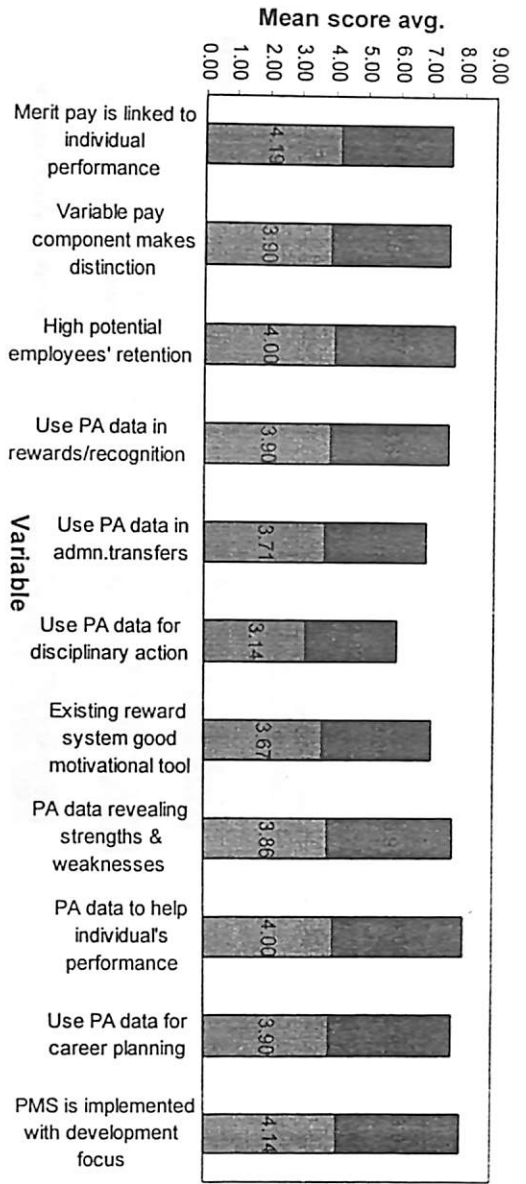 Mean score avg.
9.00
8.00
7.00
6.00
5.00
4.00
3.00
2.00
1.00
0.00
4.19
3.90
4.00
3.90
3.71
3.14
3.67
3.86
4.00
3.90
4.14
Merit pay is linked to
individual
performance
Variable pay
component makes
distinction
High potential
employees' retention
Use PA data in
rewards/recognition
Use PA data in
admn.transfers
Use PA data for
disciplinary action
Existing reward
system good
motivational tool
PA data revealing
strengths &
weaknesses
PA data to help
individual's
performance
Use PA data for
career planning
PMS is implemented
with development
focus
Variable